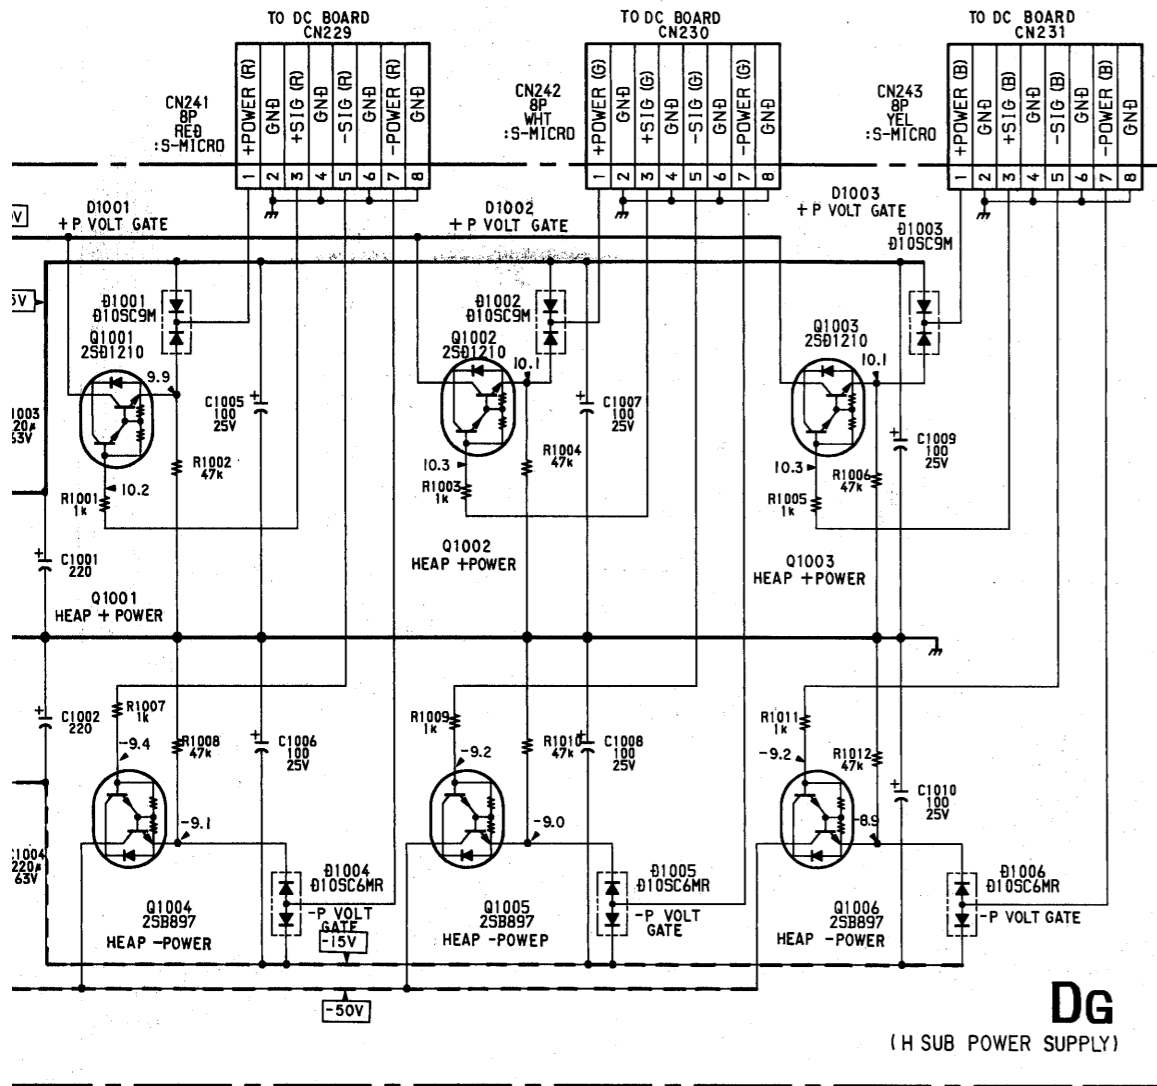 TO DC BOARD
CN229
TO DC BOARD
CN230
TO DC BOARD
CN231
CN241
8P
RED
:S-MICRO
+POWER (R)
GND
+SIG (R)
GND
-SIG (R)
GND
-POWER (R)
GND
1 2 3 4 5 6 7 8
CN242
8P
WHT
:S-MICRO
+POWER (G)
GND
+SIG (G)
GND
-SIG (G)
GND
-POWER (G)
GND
1 2 3 4 5 6 7 8
CN243
8P
YEL
:S-MICRO
+POWER (B)
GND
+SIG (B)
GND
-SIG (B)
GND
-POWER (B)
GND
1 2 3 4 5 6 7 8
D1001
+P VOLT GATE
D1002
+P VOLT GATE
D1003
+P VOLT GATE
D1003
D10SC9M
0V
5V
D1001
D10SC9M
Q1001
2SD1210
9.9
D1002
D10SC9M
Q1002
2SD1210
10.1
Q1003
2SD1210
10.1
1003
20µ
63V
C1005
100
25V
C1007
100
25V
C1009
100
25V
R1002
47k
10.2
R1001
1k
R1004
47k
10.3
R1003
1k
10.3
R1006
47k
R1005
1k
C1001
220
Q1001
HEAP + POWER
Q1002
HEAP +POWER
Q1003
HEAP +POWER
C1002
220
R1007
1k
-9.4
R1008
47k
C1006
100
25V
R1009
1k
-9.2
R1010
47k
C1008
100
25V
R1011
1k
-9.2
R1012
47k
C1010
100
25V
-9.1
-9.0
-8.9
C1004
220µ
63V
D1004
D10SC6MR
-P VOLT
GATE
D1005
D10SC6MR
-P VOLT
GATE
D1006
D10SC6MR
-P VOLT GATE
Q1004
2SB897
HEAP -POWER
Q1005
2SB897
HEAP -POWEP
Q1006
2SB897
HEAP -POWER
-15V
-50V
DG
(H SUB POWER SUPPLY)